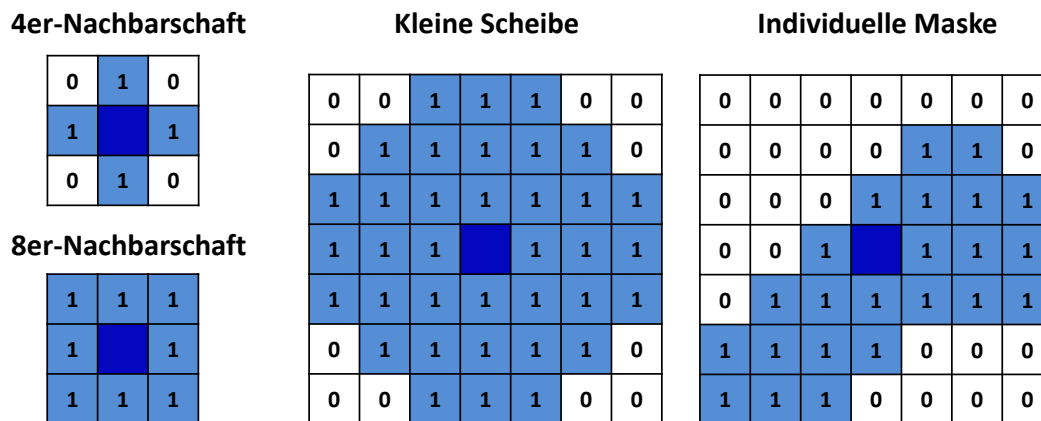 4er-Nachbarschaft
0 1 0
1 1
0 1 0
8er-Nachbarschaft
1 1 1
1 1
1 1 1
Kleine Scheibe
0 0 1 1 1 0 0
0 1 1 1 1 1 0
1 1 1 1 1 1 1
1 1 1 1 1 1
1 1 1 1 1 1 1
0 1 1 1 1 1 0
0 0 1 1 1 0 0
Individuelle Maske
0 0 0 0 0 0 0
0 0 0 0 1 1 0
0 0 0 1 1 1 1
0 0 1 1 1 1
0 1 1 1 1 1 1
1 1 1 1 0 0 0
1 1 1 0 0 0 0